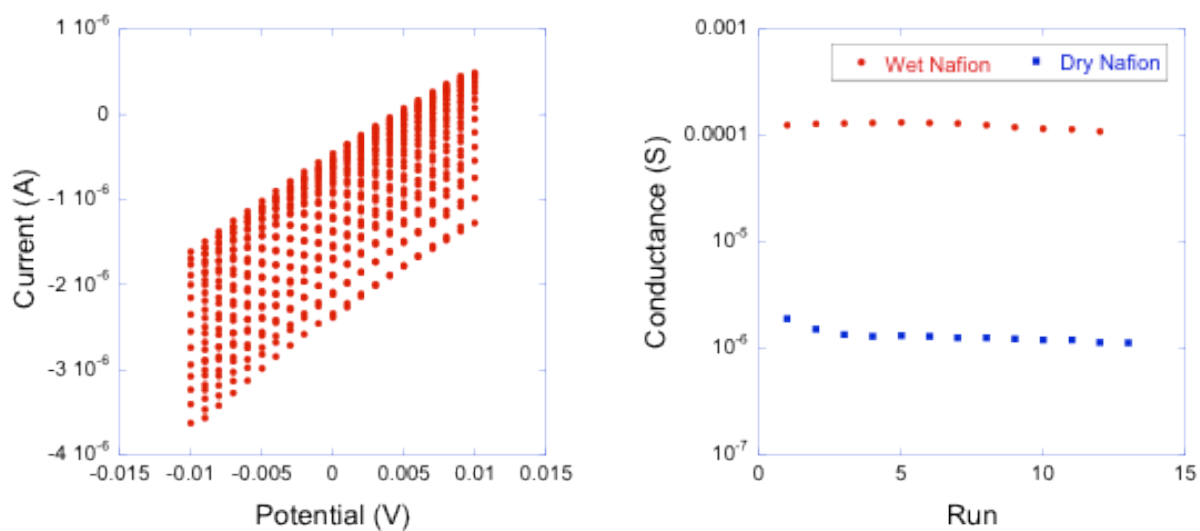 1 10⁻⁶
0
-1 10⁻⁶
-2 10⁻⁶
-3 10⁻⁶
-4 10⁻⁶
Current (A)
-0.015 -0.01 -0.005 0 0.005 0.01 0.015
Potential (V)
0.001
0.0001
10⁻⁵
10⁻⁶
10⁻⁷
Conductance (S)
Wet Nafion Dry Nafion
0 5 10 15
Run